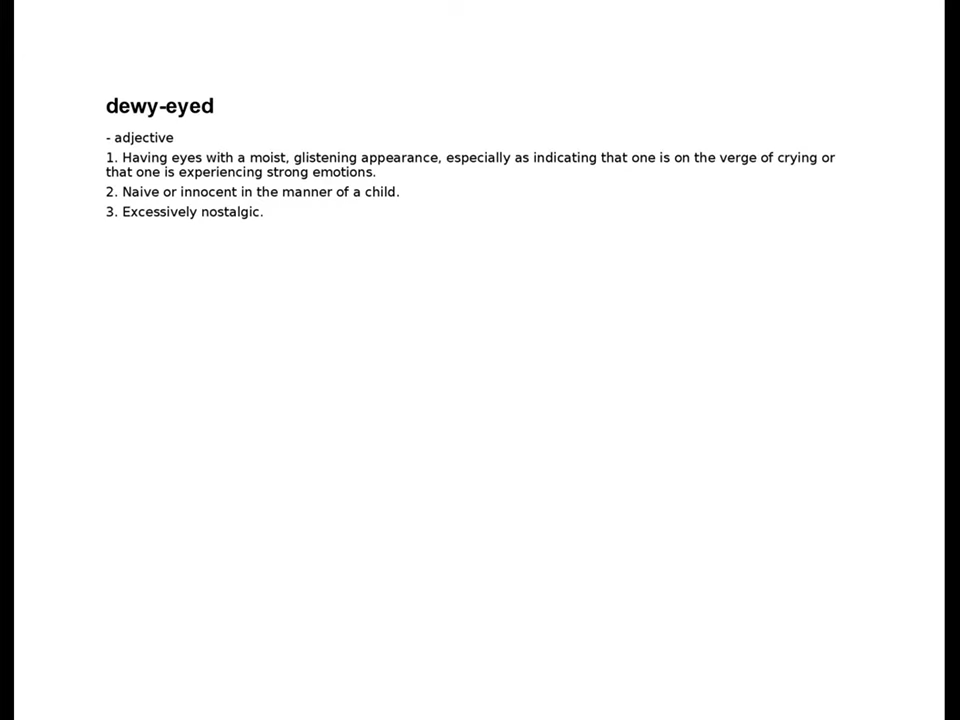 dewy-eyed
- adjective
1. Having eyes with a moist, glistening appearance, especially as indicating that one is on the verge of crying or
that one is experiencing strong emotions.
2. Naive or innocent in the manner of a child.
3. Excessively nostalgic.